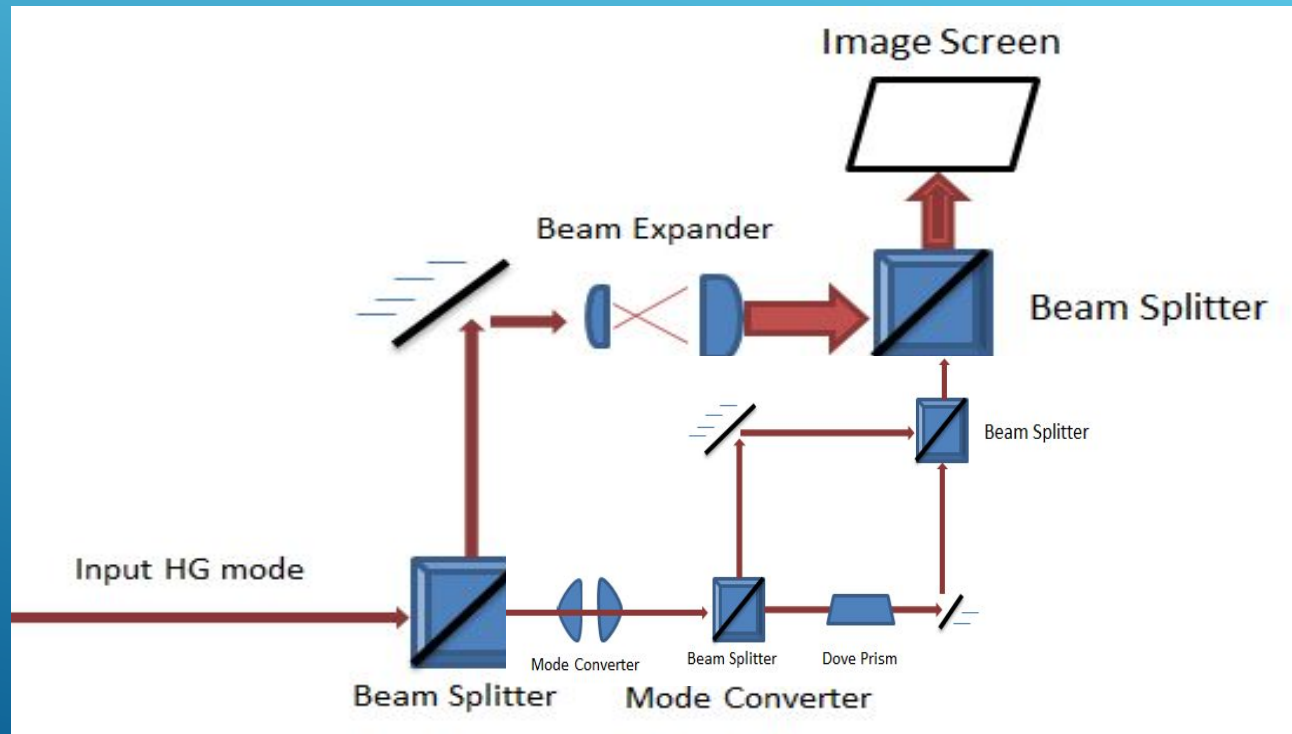 Image Screen
Beam Expander
Beam Splitter
Beam Splitter
Input HG mode
Mode Converter
Beam Splitter
Dove Prism
Beam Splitter
Mode Converter